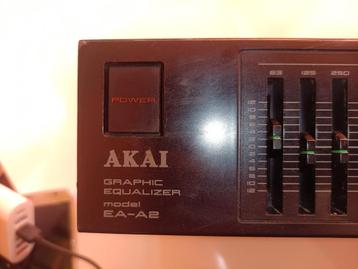 POWER
63 125 250
AKAI
GRAPHIC
EQUALIZER
model
EA-A2